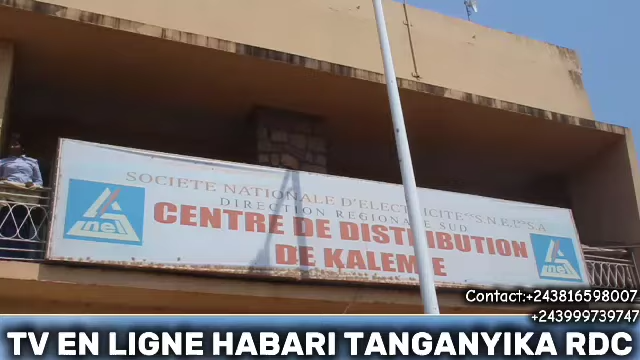 SOCIETE NATIONALE D'ELECTRICITE "S.N.E.L" S.A
DIRECTION REGIONALE SUD
CENTRE DE DISTRIBUTION
DE KALEMIE
Snel
Snel
Contact:+243816598007
+243999739747
TV EN LIGNE HABARI TANGANYIKA RDC